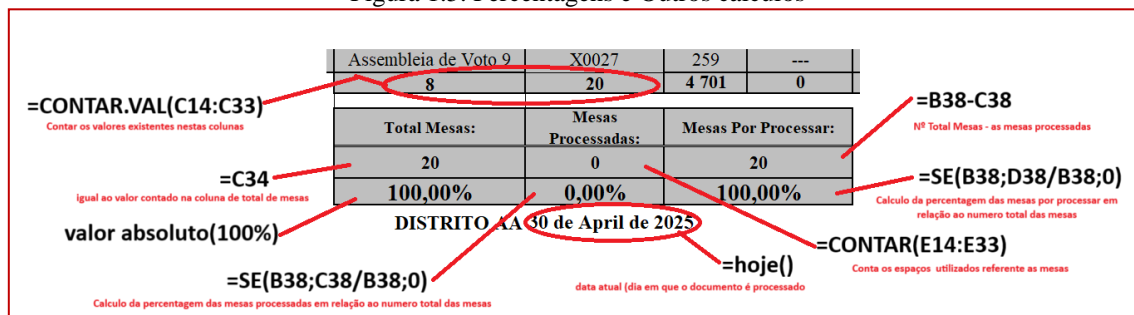 Figura 1.3. Percentagens e Outros cálculos
Assembleia de Voto 9 X0027 259 ---
8 20 4 701 0
=CONTAR.VAL(C14:C33)
Contar os valores existentes nestas colunas
=B38-C38
Nº Total Mesas - as mesas processadas
Total Mesas: Mesas Processadas: Mesas Por Processar:
20 0 20
=C34
igual ao valor contado na coluna de total de mesas
=SE(B38;D38/B38;0)
Calculo da percentagem das mesas por processar em
relação ao numero total das mesas
100,00% 0,00% 100,00%
valor absoluto(100%)
DISTRITO AA 30 de April de 2025
=CONTAR(E14:E33)
Conta os espaços utilizados referente as mesas
=SE(B38;C38/B38;0)
Calculo da percentagem das mesas processadas em relação ao numero total das mesas
=hoje()
data atual (dia em que o documento é processado